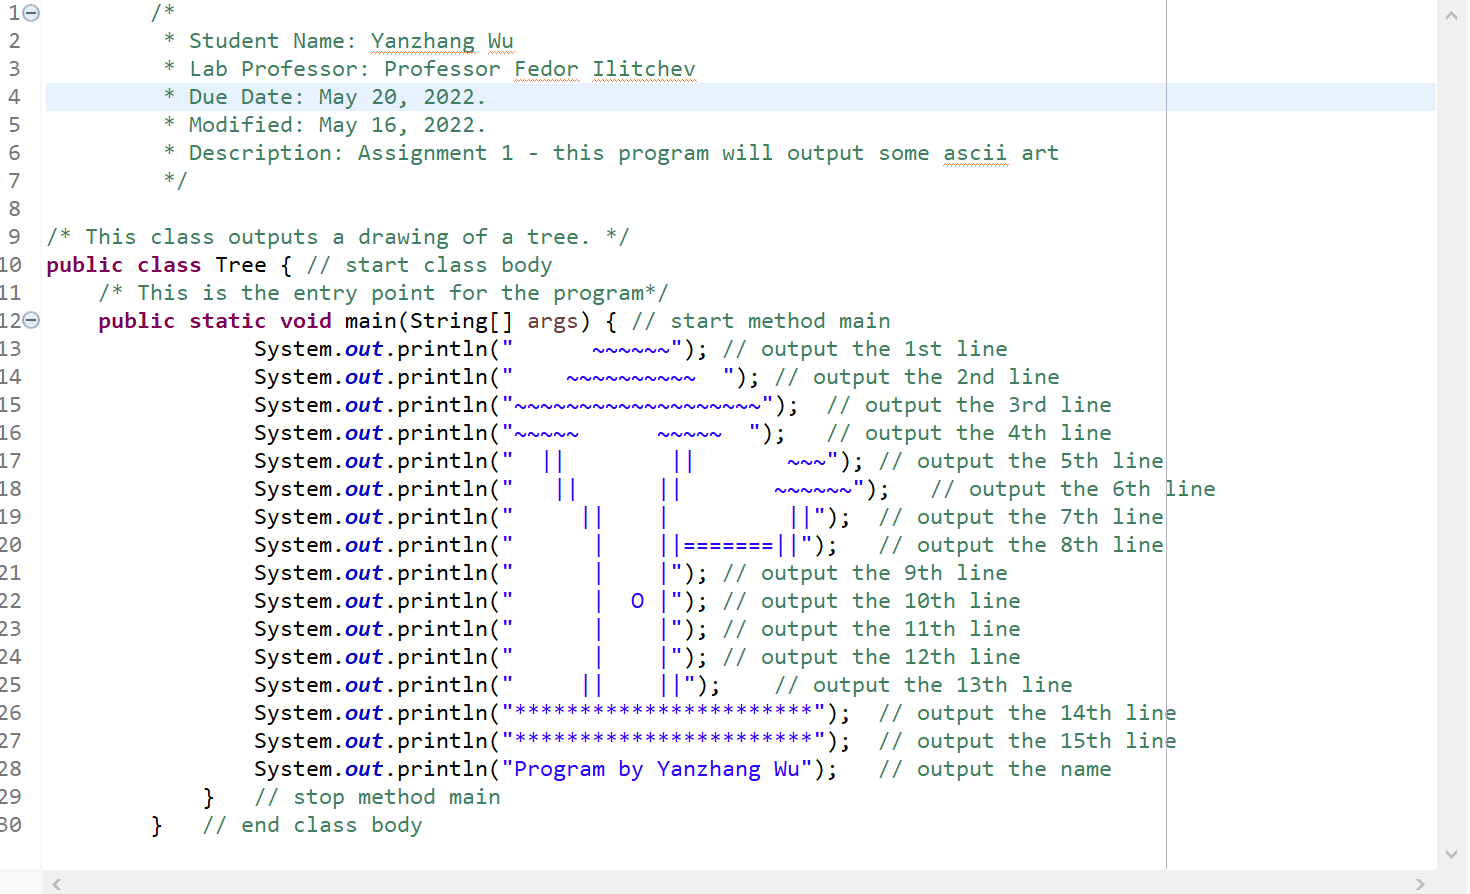 1 /*
2 * Student Name: Yanzhang Wu
3 * Lab Professor: Professor Fedor Ilitchev
4 * Due Date: May 20, 2022.
5 * Modified: May 16, 2022.
6 * Description: Assignment 1 - this program will output some ascii art
7 */
8
9 /* This class outputs a drawing of a tree. */
10 public class Tree { // start class body
11     /* This is the entry point for the program*/
12     public static void main(String[] args) { // start method main
13                 System.out.println("      ~~~~~~"); // output the 1st line
14                 System.out.println("    ~~~~~~~~~~  "); // output the 2nd line
15                 System.out.println("~~~~~~~~~~~~~~~~~~~");  // output the 3rd line
16                 System.out.println("~~~~~      ~~~~~  ");   // output the 4th line
17                 System.out.println("  ||        ||       ~~~"); // output the 5th line
18                 System.out.println("   ||      ||       ~~~~~~");   // output the 6th line
19                 System.out.println("     ||    |         ||");  // output the 7th line
20                 System.out.println("      |    ||=======||");   // output the 8th line
21                 System.out.println("      |    |"); // output the 9th line
22                 System.out.println("      |  O |"); // output the 10th line
23                 System.out.println("      |    |"); // output the 11th line
24                 System.out.println("      |    |"); // output the 12th line
25                 System.out.println("     ||    ||");    // output the 13th line
26                 System.out.println("***********************");  // output the 14th line
27                 System.out.println("***********************");  // output the 15th line
28                 System.out.println("Program by Yanzhang Wu");   // output the name
29             }   // stop method main
30         }   // end class body